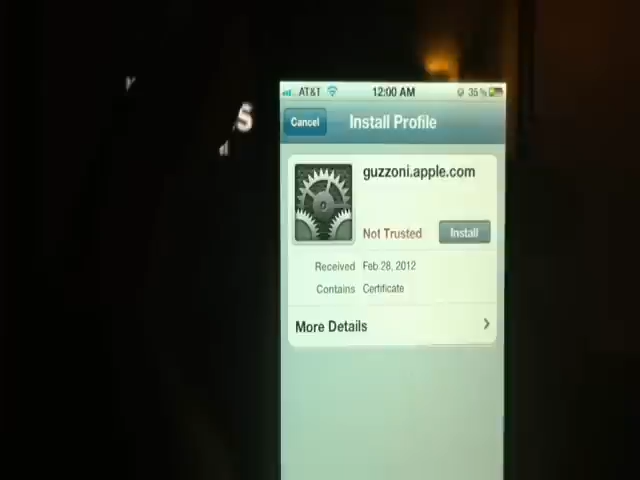 AT&T 12:00 AM 35%
Cancel Install Profile
guzzoni.apple.com
Not Trusted Install
Received Feb 28, 2012
Contains Certificate
More Details
S